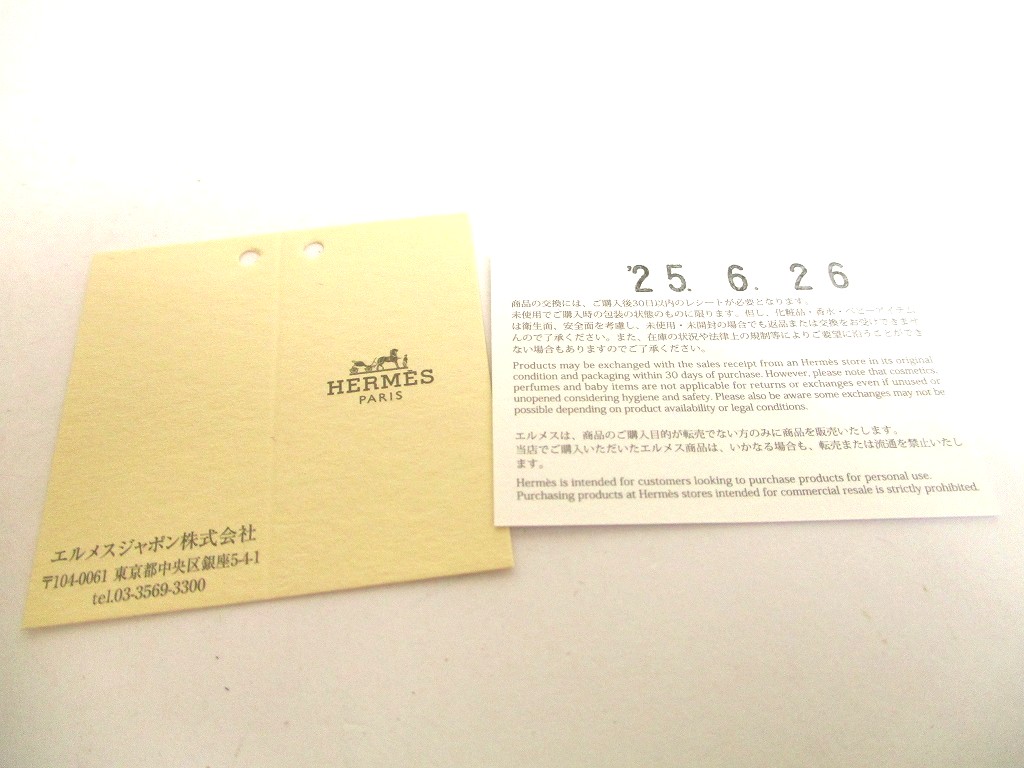 HERMÈS
PARIS
エルメスジャポン株式会社
〒104-0061 東京都中央区銀座5-4-1
tel.03-3569-3300
'25. 6. 26
商品の交換には、ご購入後30日以内のレシートが必要となります。
未使用でご購入時の包装の状態のものに限ります。但し、化粧品・香水・ベビーアイテム
は衛生面、安全面を考慮し、未使用・未開封の場合でも返品または交換をお受けできませ
んので了承ください。また、在庫の状況や法律上の規制等によりご要望に沿うことができ
ない場合もありますのでご了承ください。
Products may be exchanged with the sales receipt from an Hermès store in its original
condition and packaging within 30 days of purchase. However, please note that cosmetics,
perfumes and baby items are not applicable for returns or exchanges even if unused or
unopened considering hygiene and safety. Please also be aware some exchanges may not be
possible depending on product availability or legal conditions.
エルメスは、商品のご購入目的が転売でない方のみに商品を販売いたします。
当店でご購入いただいたエルメス商品は、いかなる場合も、転売または流通を禁止いたし
ます。
Hermès is intended for customers looking to purchase products for personal use.
Purchasing products at Hermès stores intended for commercial resale is strictly prohibited.